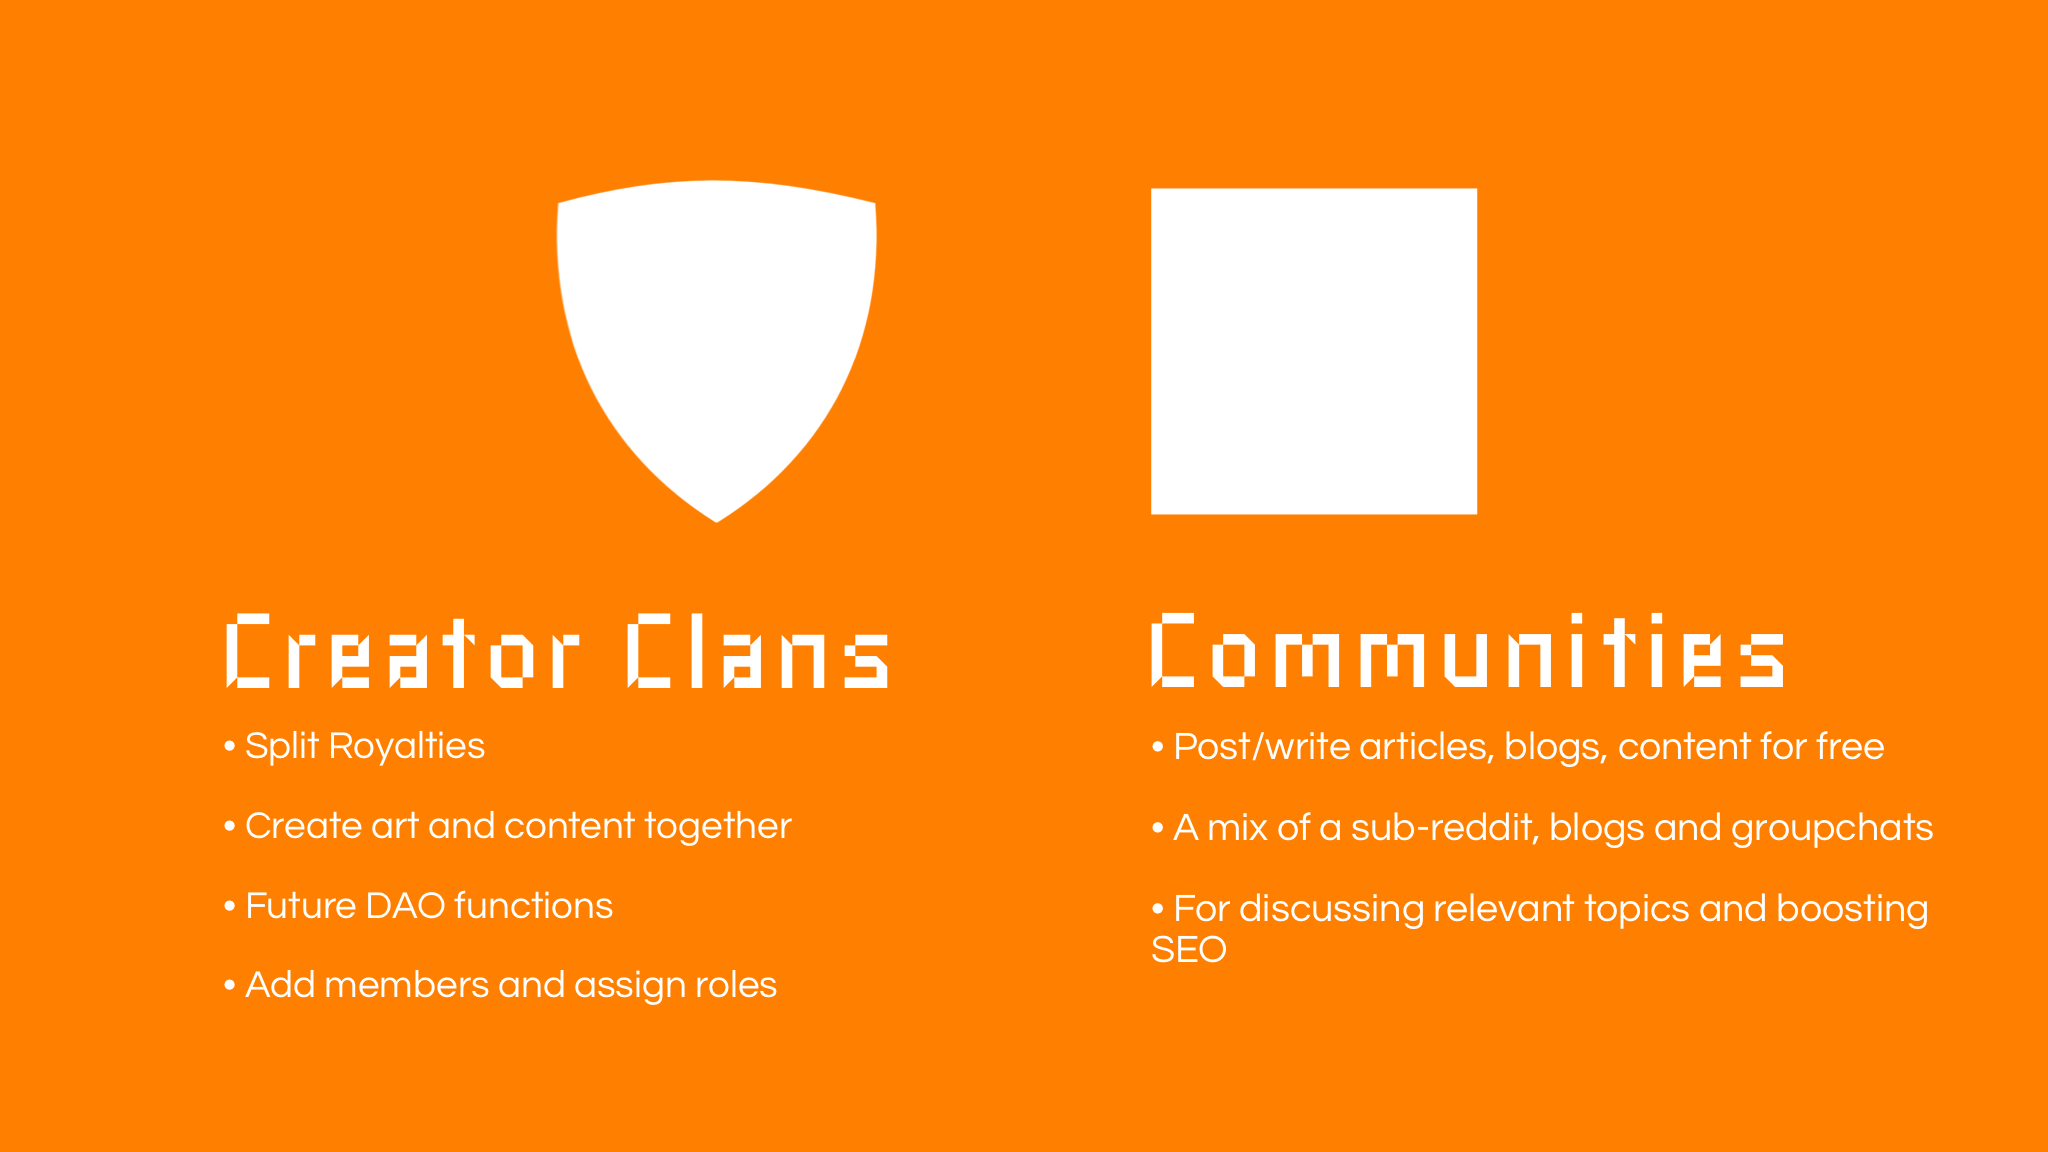 Creator Clans
• Split Royalties
• Create art and content together
• Future DAO functions
• Add members and assign roles
Communities
• Post/write articles, blogs, content for free
• A mix of a sub-reddit, blogs and groupchats
• For discussing relevant topics and boosting
SEO